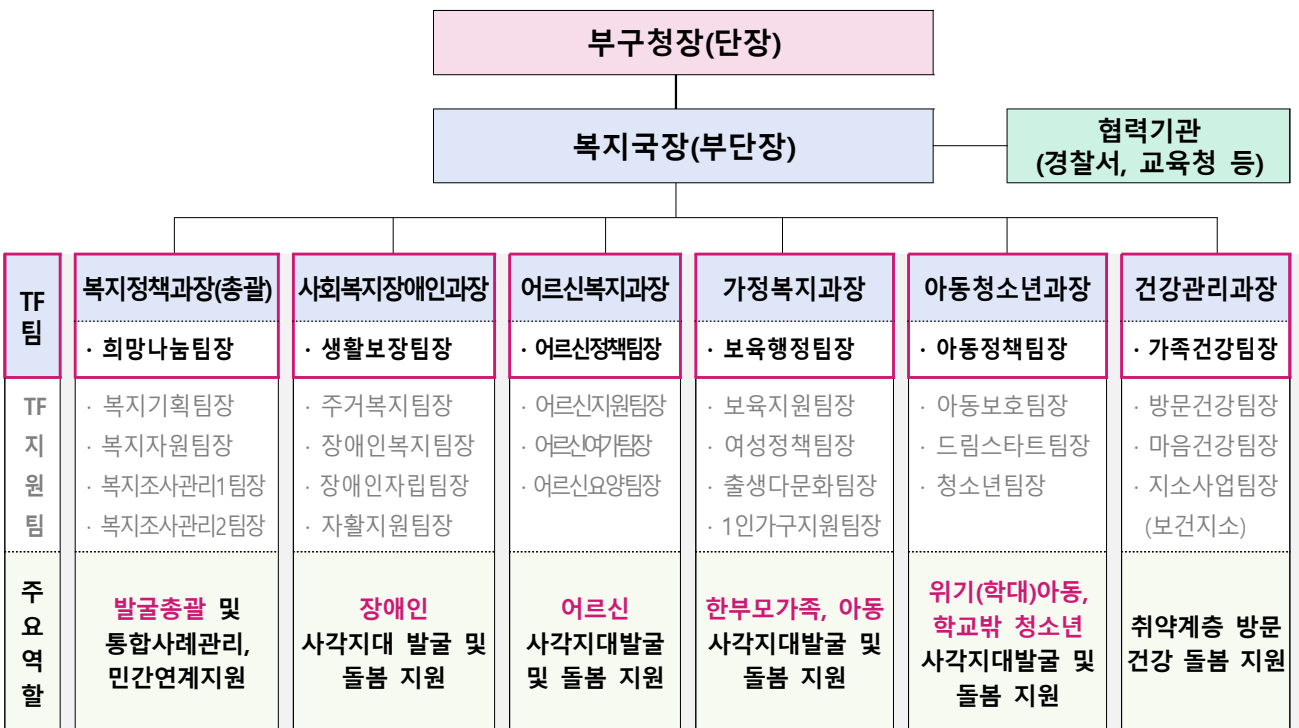 부구청장(단장)
복지국장(부단장)
협력기관
(경찰서, 교육청 등)
TF
팀
복지정책과장(총괄)
사회복지장애인과장
어르신복지과장
가정복지과장
아동청소년과장
건강관리과장
· 희망나눔팀장
· 생활보장팀장
· 어르신정책팀장
· 보육행정팀장
· 아동정책팀장
· 가족건강팀장
TF
지
원
팀
· 복지기획팀장
· 복지자원팀장
· 복지조사관리1팀장
· 복지조사관리2팀장
· 주거복지팀장
· 장애인복지팀장
· 장애인자립팀장
· 자활지원팀장
· 어르신지원팀장
· 어르신여가팀장
· 어르신요양팀장
· 보육지원팀장
· 여성정책팀장
· 출생다문화팀장
· 1인가구지원팀장
· 아동보호팀장
· 드림스타트팀장
· 청소년팀장
· 방문건강팀장
· 마음건강팀장
· 지소사업팀장
(보건지소)
주
요
역
할
발굴총괄 및
통합사례관리,
민간연계지원
장애인
사각지대 발굴 및
돌봄 지원
어르신
사각지대발굴
및 돌봄 지원
한부모가족, 아동
사각지대발굴 및
돌봄 지원
위기(학대)아동,
학교밖 청소년
사각지대발굴 및
돌봄 지원
취약계층 방문
건강 돌봄 지원